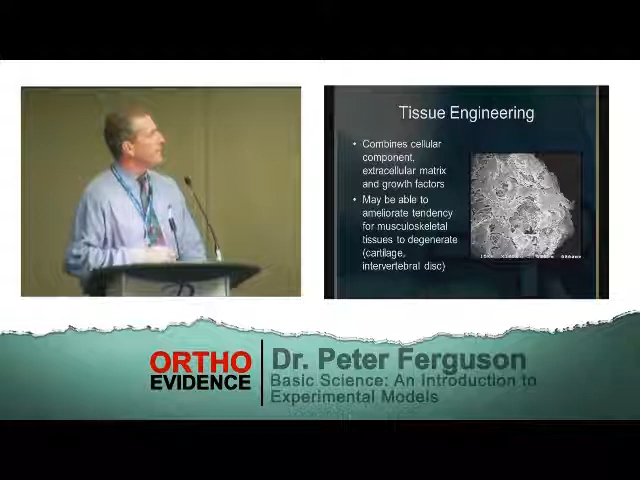 Tissue Engineering
• Combines cellular
component,
extracellular matrix
and growth factors
• May be able to
ameliorate tendency
for musculoskeletal
tissues to degenerate
(cartilage,
intervertebral disc)
ORTHO
EVIDENCE
Dr. Peter Ferguson
Basic Science: An Introduction to
Experimental Models